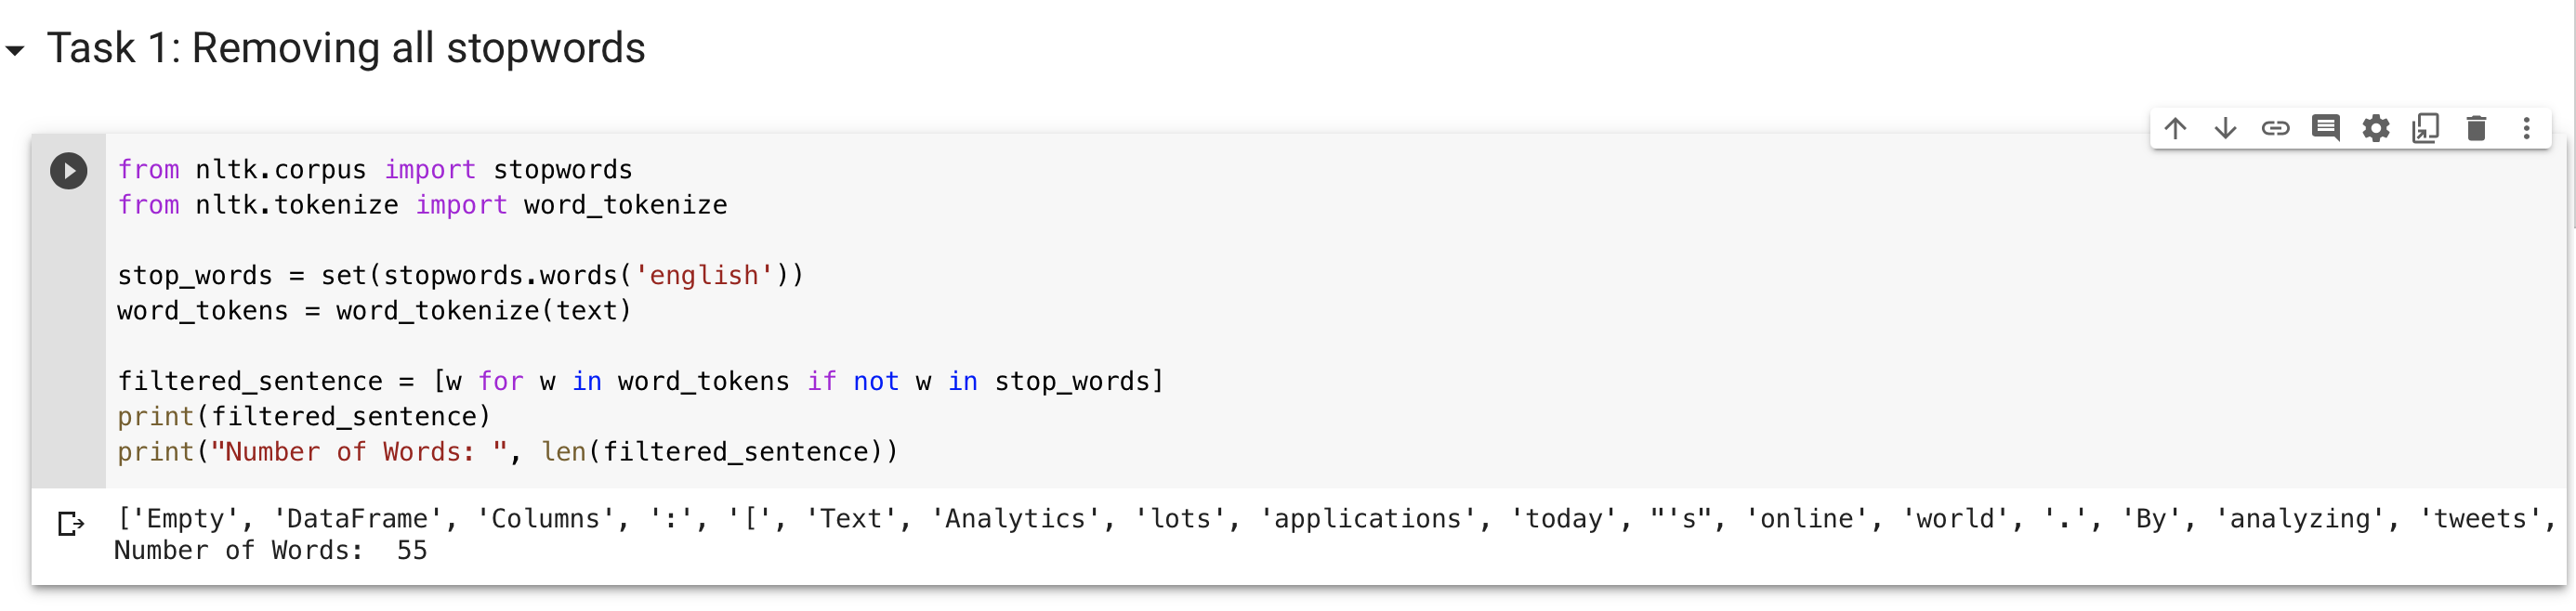 Task 1: Removing all stopwords
from nltk.corpus import stopwords
from nltk.tokenize import word_tokenize
stop_words = set(stopwords.words('english'))
word_tokens = word_tokenize(text)
filtered_sentence = [w for w in word_tokens if not w in stop_words]
print(filtered_sentence)
print("Number of Words: ", len(filtered_sentence))
['Empty', 'DataFrame', 'Columns', ':', '[', 'Text', 'Analytics', 'lots', 'applications', 'today', "'s", 'online', 'world', '.', 'By', 'analyzing', 'tweets',
Number of Words:  55